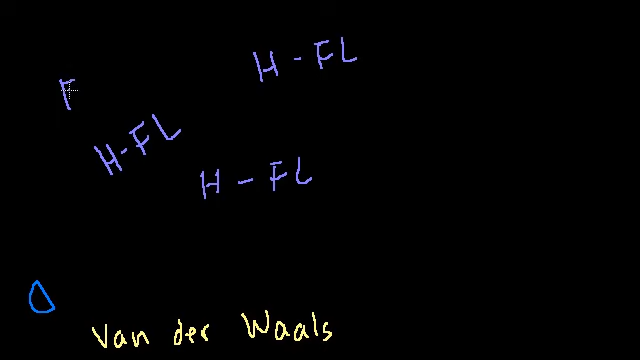 H - FL
F
H-FL
H - FL
Van der Waals